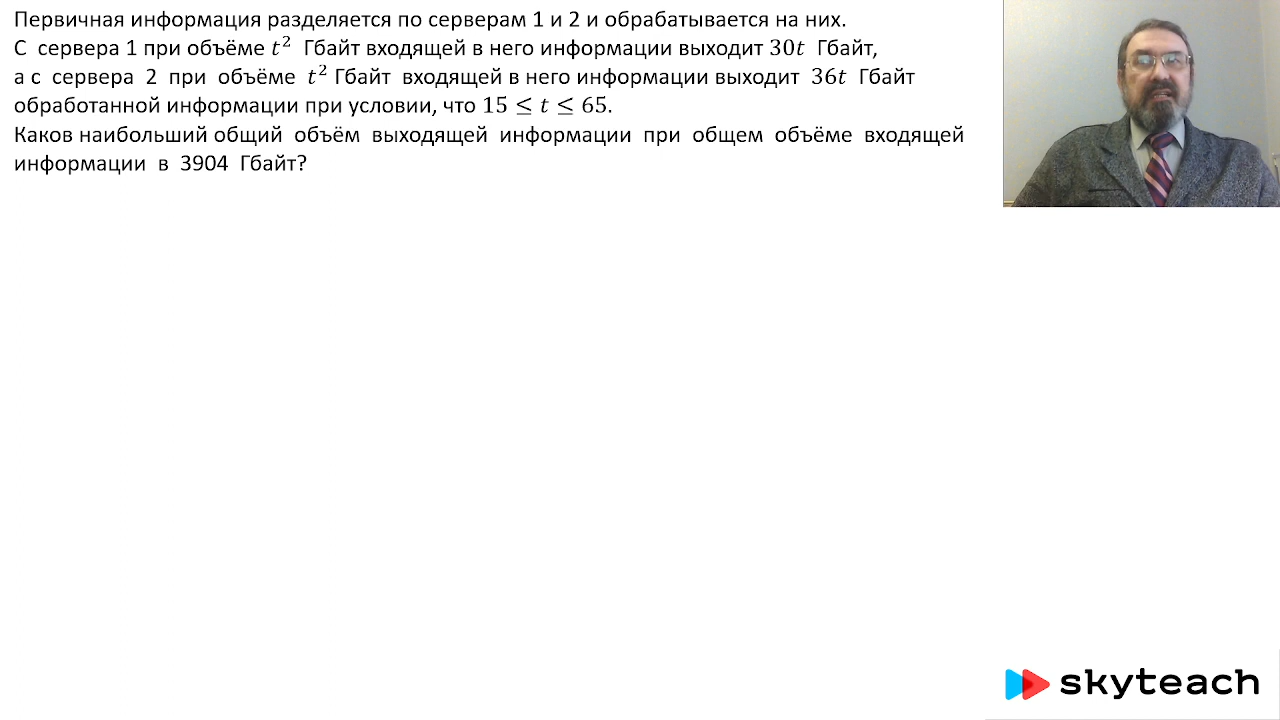 Первичная информация разделяется по серверам 1 и 2 и обрабатывается на них.
С сервера 1 при объёме t² Гбайт входящей в него информации выходит 30t Гбайт,
а с сервера 2 при объёме t² Гбайт входящей в него информации выходит 36t Гбайт
обработанной информации при условии, что 15 ≤ t ≤ 65.
Каков наибольший общий объём выходящей информации при общем объёме входящей
информации в 3904 Гбайт?
skyteach